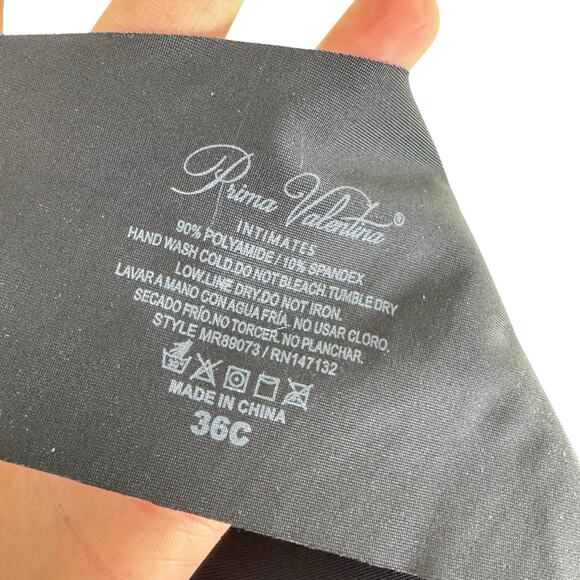 Prima Valentina®
INTIMATES
90% POLYAMIDE / 10% SPANDEX
HAND WASH COLD.DO NOT BLEACH.TUMBLE DRY
LOW.LINE DRY.DO NOT IRON.
LAVAR A MANO CON AGUA FRÍA. NO USAR CLORO.
SECADO FRÍO.NO TORCER. NO PLANCHAR.
STYLE MR89073 / RN147132
30°
MADE IN CHINA
36C